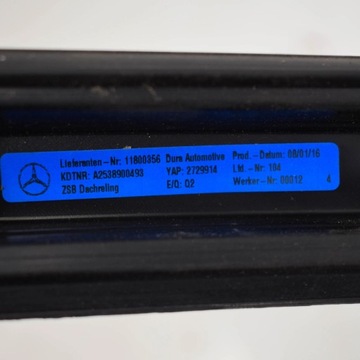 Lieferanten-Nr: 11800356 Dura Automotive Prod.-Datum: 08/01/16
KDTNR: A2538900493 YAP: 2729914 Lfd.-Nr: 104
ZSB Dachreling E/Q: Q2 Werker-Nr: 00012 4